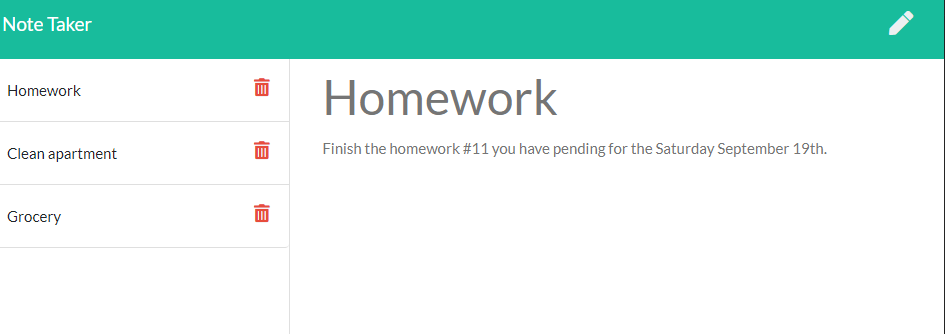 Note Taker
Homework
Clean apartment
Grocery
Homework
Finish the homework #11 you have pending for the Saturday September 19th.